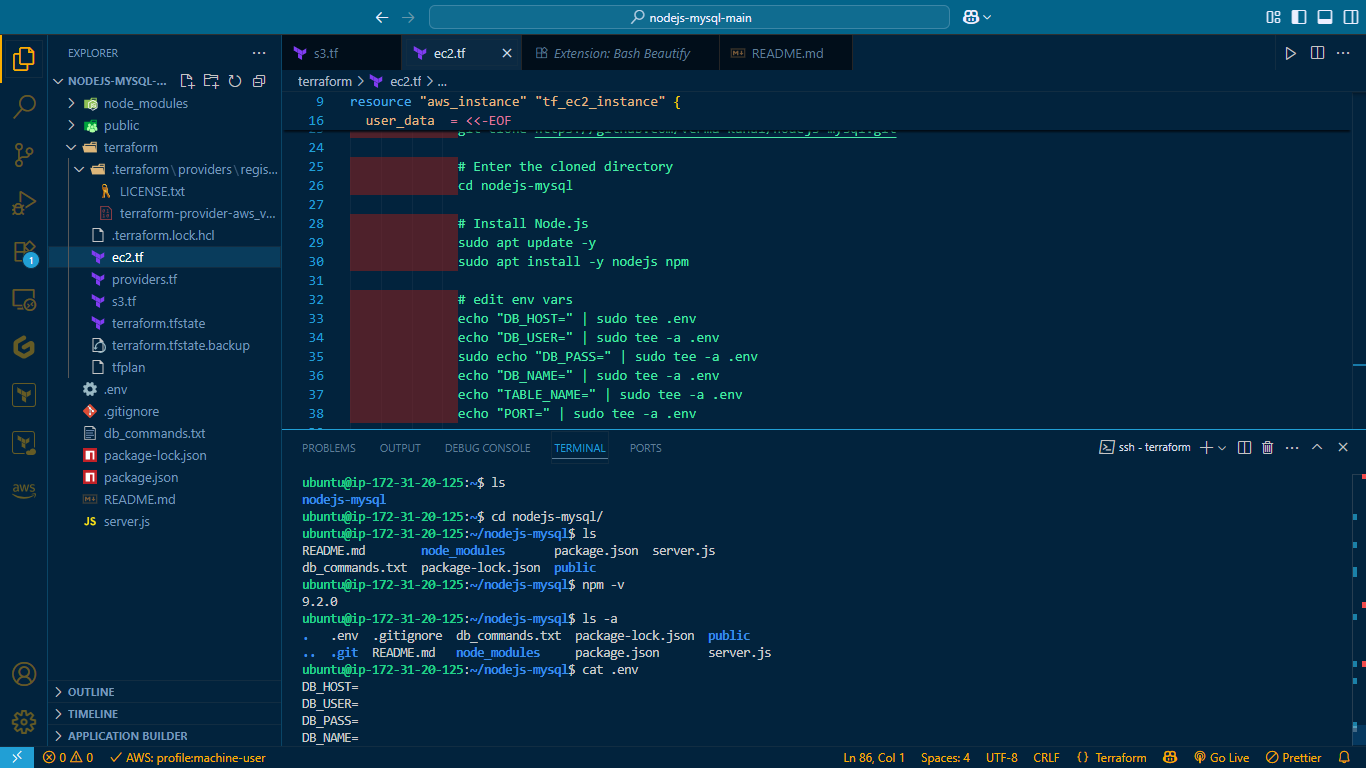 nodejs-mysql-main
EXPLORER
NODEJS-MYSQL-...
node_modules
public
terraform
.terraform\providers\regis...
LICENSE.txt
terraform-provider-aws_v...
.terraform.lock.hcl
ec2.tf
providers.tf
s3.tf
terraform.tfstate
terraform.tfstate.backup
tfplan
.env
.gitignore
db_commands.txt
package-lock.json
package.json
README.md
JS server.js
OUTLINE
TIMELINE
APPLICATION BUILDER
1
aws
s3.tf ec2.tf Extension: Bash Beautify README.md
terraform > ec2.tf > ...
9 resource "aws_instance" "tf_ec2_instance" {
16 user_data = <<-EOF
24
25 # Enter the cloned directory
26 cd nodejs-mysql
27
28 # Install Node.js
29 sudo apt update -y
30 sudo apt install -y nodejs npm
31
32 # edit env vars
33 echo "DB_HOST=" | sudo tee .env
34 echo "DB_USER=" | sudo tee -a .env
35 sudo echo "DB_PASS=" | sudo tee -a .env
36 echo "DB_NAME=" | sudo tee -a .env
37 echo "TABLE_NAME=" | sudo tee -a .env
38 echo "PORT=" | sudo tee -a .env
PROBLEMS OUTPUT DEBUG CONSOLE TERMINAL PORTS
ssh - terraform
ubuntu@ip-172-31-20-125:~$ ls
nodejs-mysql
ubuntu@ip-172-31-20-125:~$ cd nodejs-mysql/
ubuntu@ip-172-31-20-125:~/nodejs-mysql$ ls
README.md node_modules package.json server.js
db_commands.txt package-lock.json public
ubuntu@ip-172-31-20-125:~/nodejs-mysql$ npm -v
9.2.0
ubuntu@ip-172-31-20-125:~/nodejs-mysql$ ls -a
. .env .gitignore db_commands.txt package-lock.json public
.. .git README.md node_modules package.json server.js
ubuntu@ip-172-31-20-125:~/nodejs-mysql$ cat .env
DB_HOST=
DB_USER=
DB_PASS=
DB_NAME=
0 0 AWS: profile:machine-user Ln 86, Col 1 Spaces: 4 UTF-8 CRLF {} Terraform Go Live Prettier